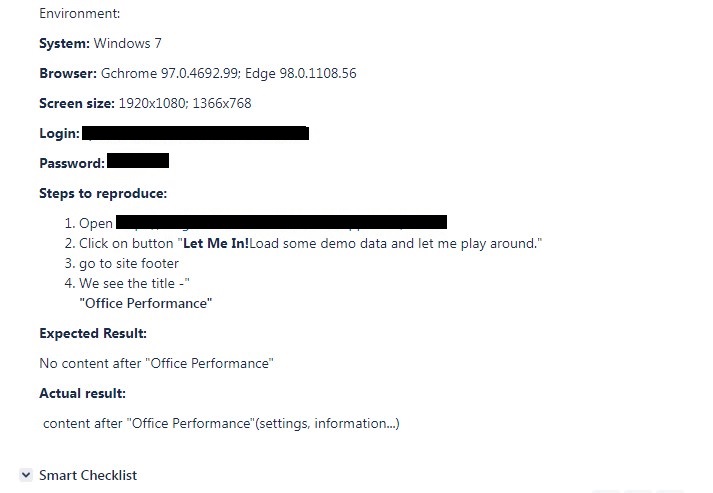 Environment:
System: Windows 7
Browser: Gchrome 97.0.4692.99; Edge 98.0.1108.56
Screen size: 1920x1080; 1366x768
Login:
Password:
Steps to reproduce:
1. Open
2. Click on button "Let Me In!Load some demo data and let me play around."
3. go to site footer
4. We see the title -"
"Office Performance"
Expected Result:
No content after "Office Performance"
Actual result:
content after "Office Performance"(settings, information...)
Smart Checklist